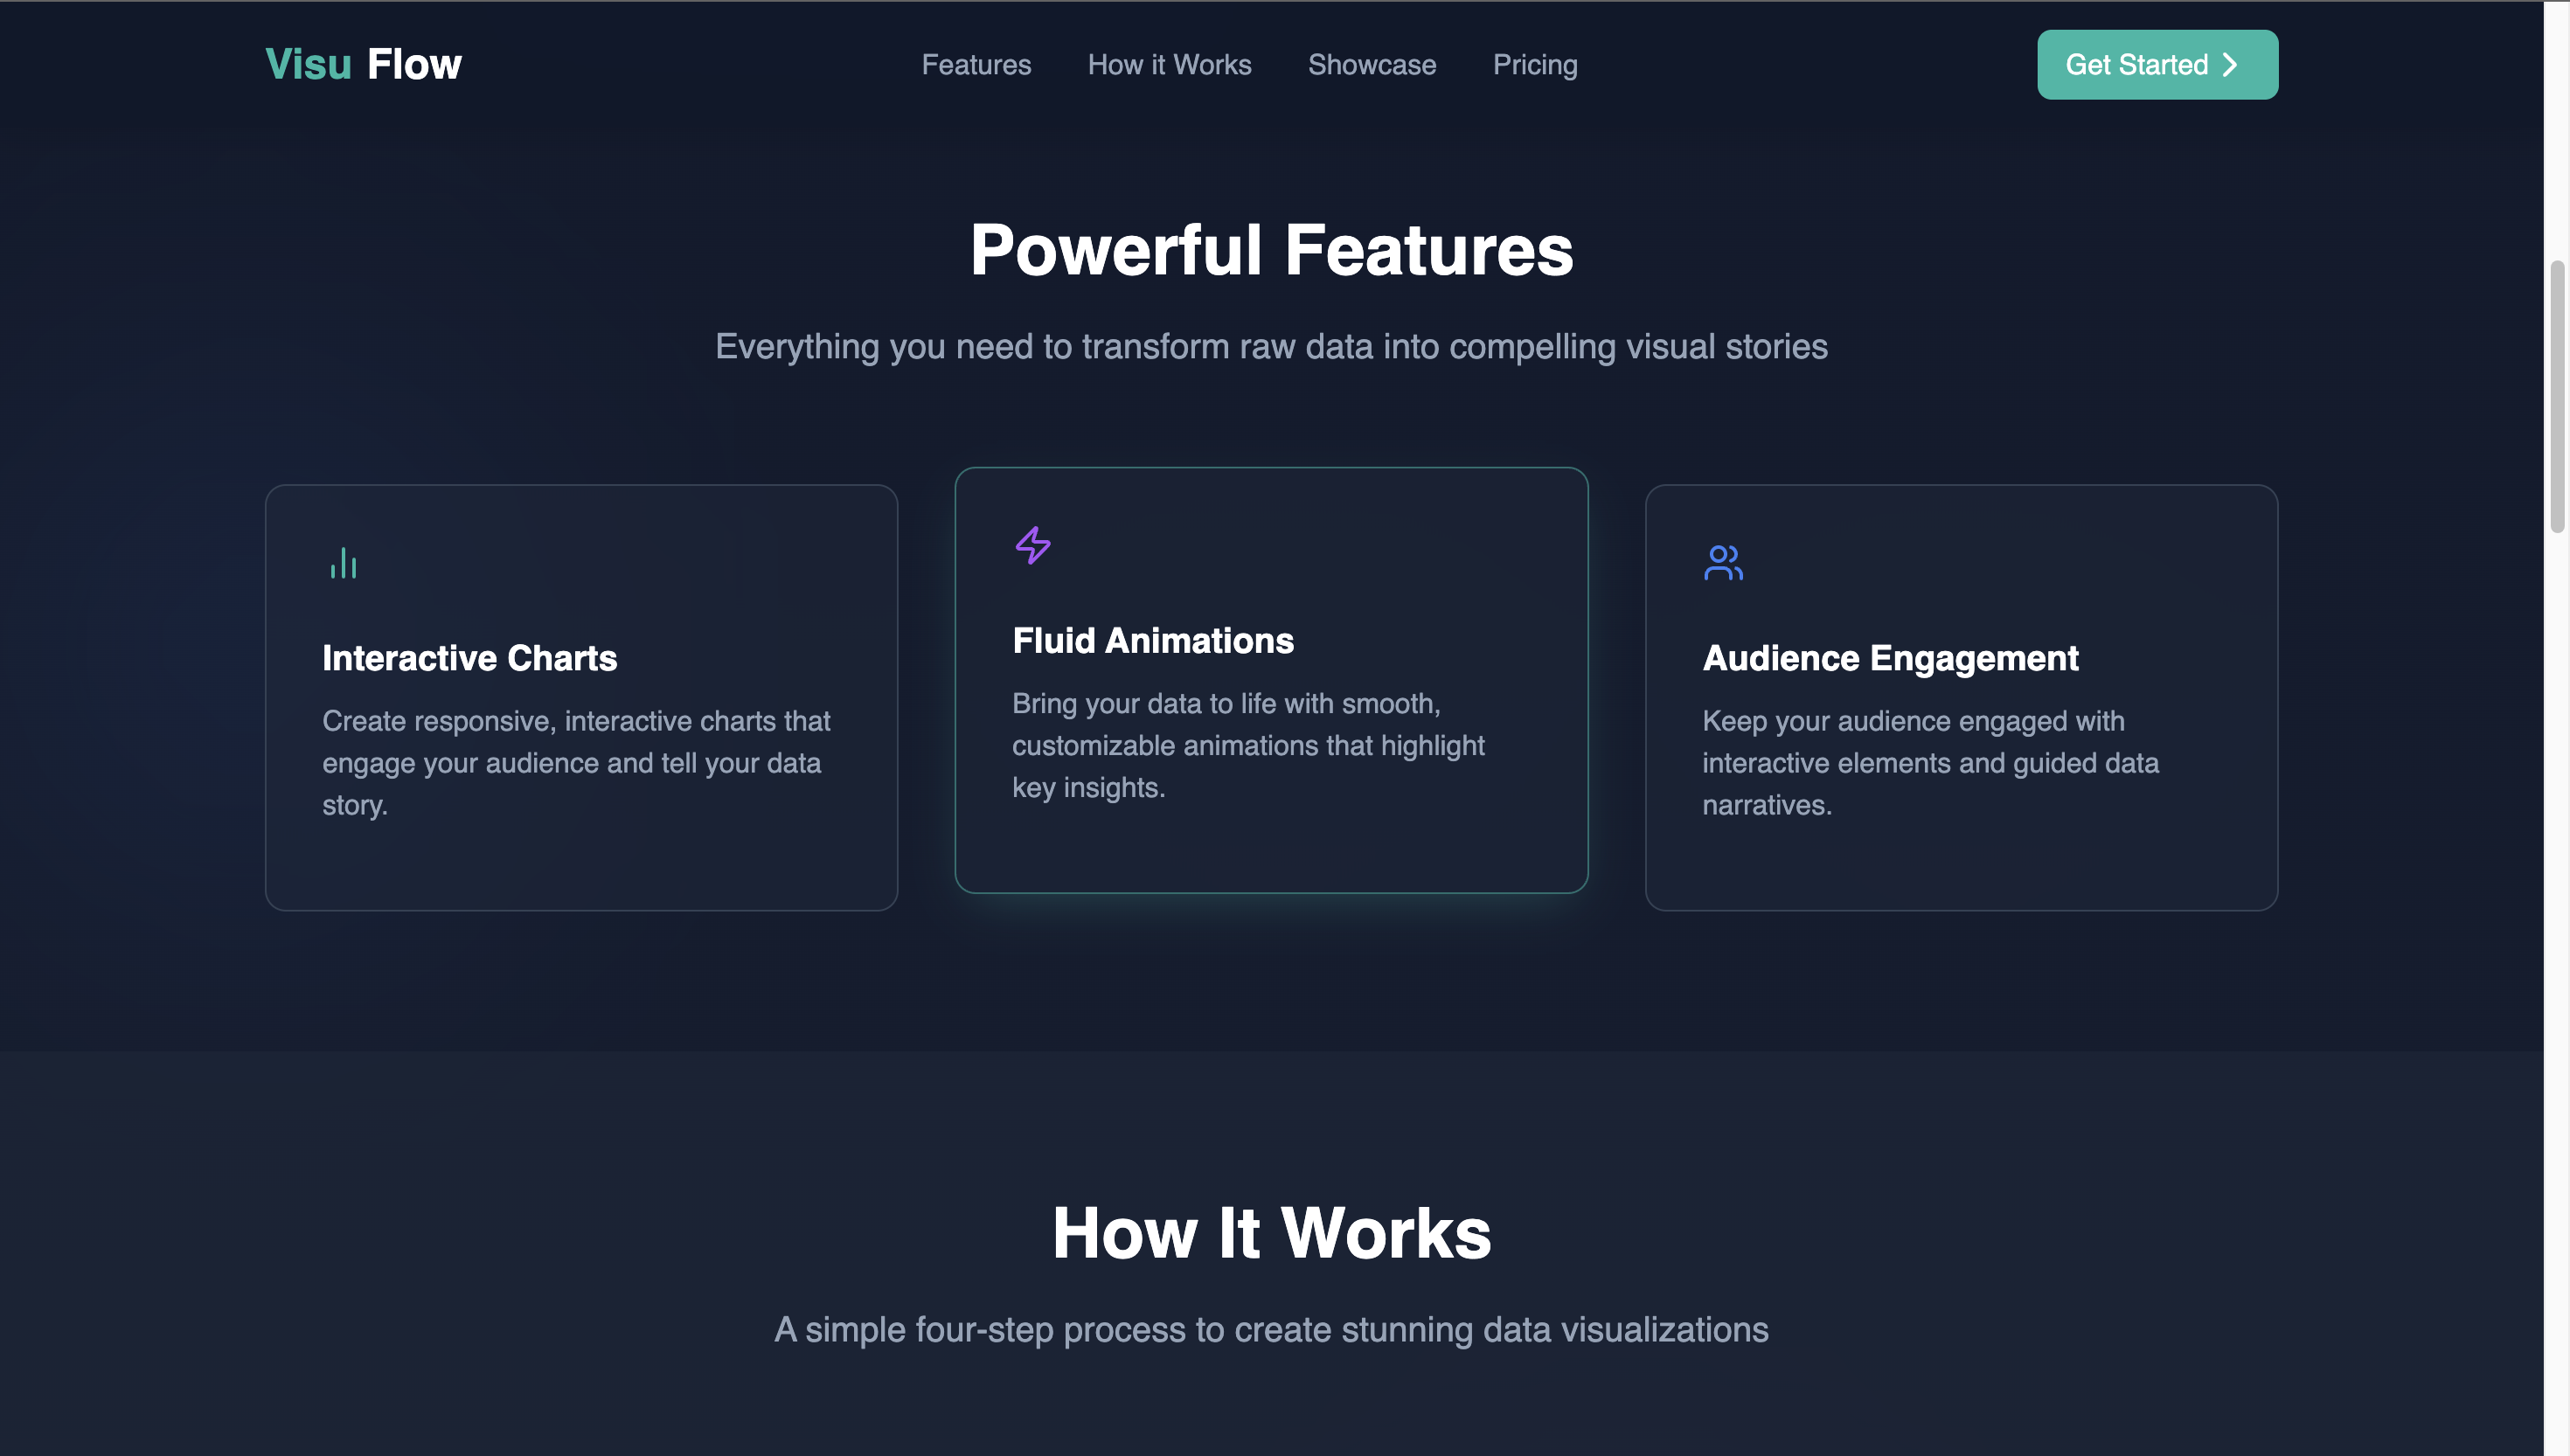 Visu Flow
Features
How it Works
Showcase
Pricing
Get Started
Powerful Features
Everything you need to transform raw data into compelling visual stories
Interactive Charts
Create responsive, interactive charts that
engage your audience and tell your data
story.
Fluid Animations
Bring your data to life with smooth,
customizable animations that highlight
key insights.
Audience Engagement
Keep your audience engaged with
interactive elements and guided data
narratives.
How It Works
A simple four-step process to create stunning data visualizations